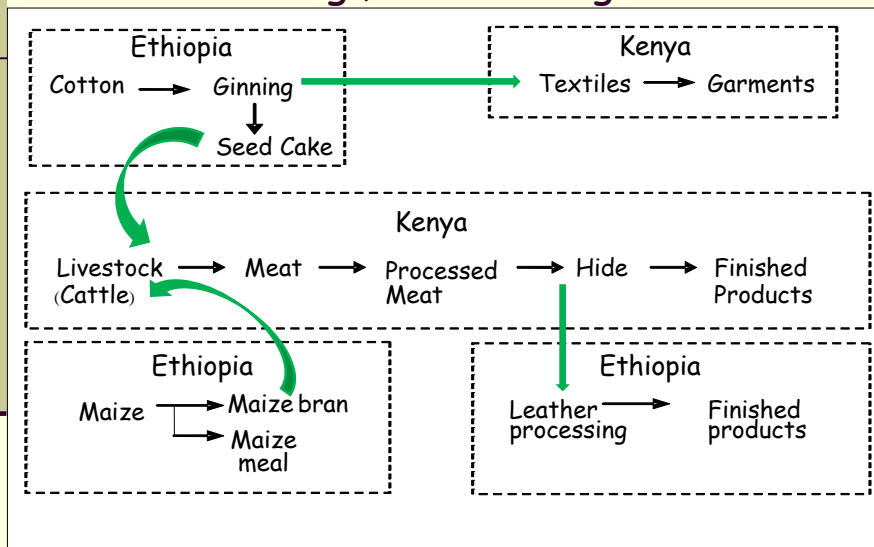 Ethiopia
Cotton Ginning
Seed Cake
Kenya
Textiles Garments
Kenya
Livestock
(Cattle)
Meat
Processed
Meat
Hide
Finished
Products
Ethiopia
Maize
Maize bran
Maize
meal
Ethiopia
Leather
processing
Finished
products